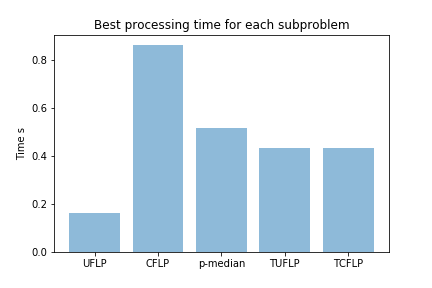 Best processing time for each subproblem
Time s
0.8
0.6
0.4
0.2
0.0
UFLP
CFLP
p-median
TUFLP
TCFLP